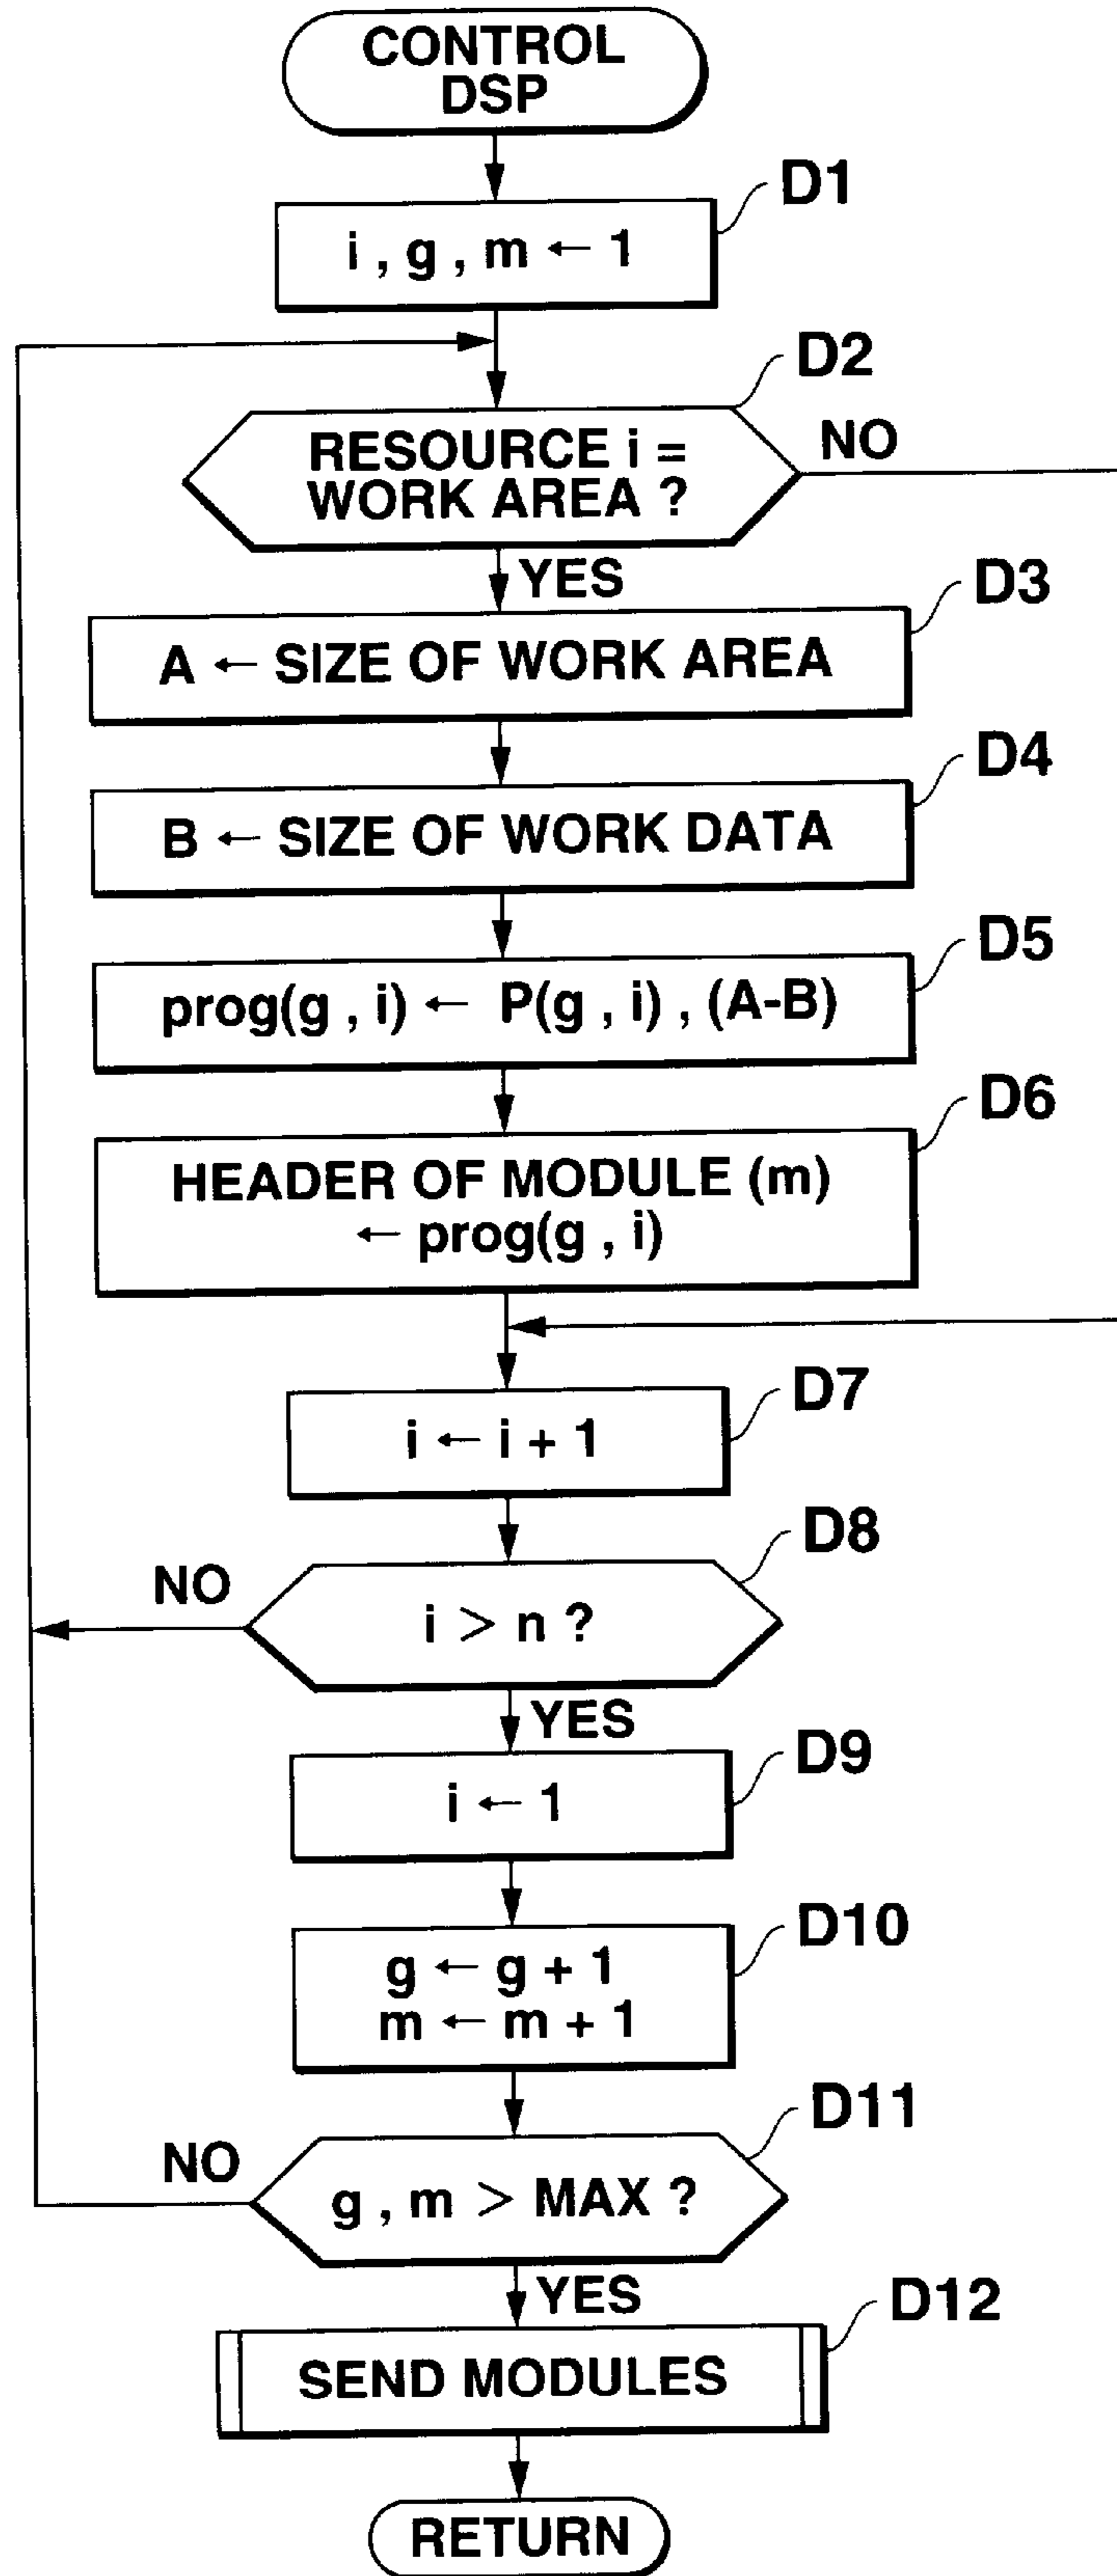 CONTROL
DSP
D1
i , g , m ← 1
D2
RESOURCE i =
WORK AREA ?
NO
YES
D3
A ← SIZE OF WORK AREA
D4
B ← SIZE OF WORK DATA
D5
prog(g , i) ← P(g , i) , (A-B)
D6
HEADER OF MODULE (m)
← prog(g , i)
D7
i ← i + 1
D8
NO
i > n ?
YES
D9
i ← 1
D10
g ← g + 1
m ← m + 1
D11
NO
g , m > MAX ?
YES
D12
SEND MODULES
RETURN